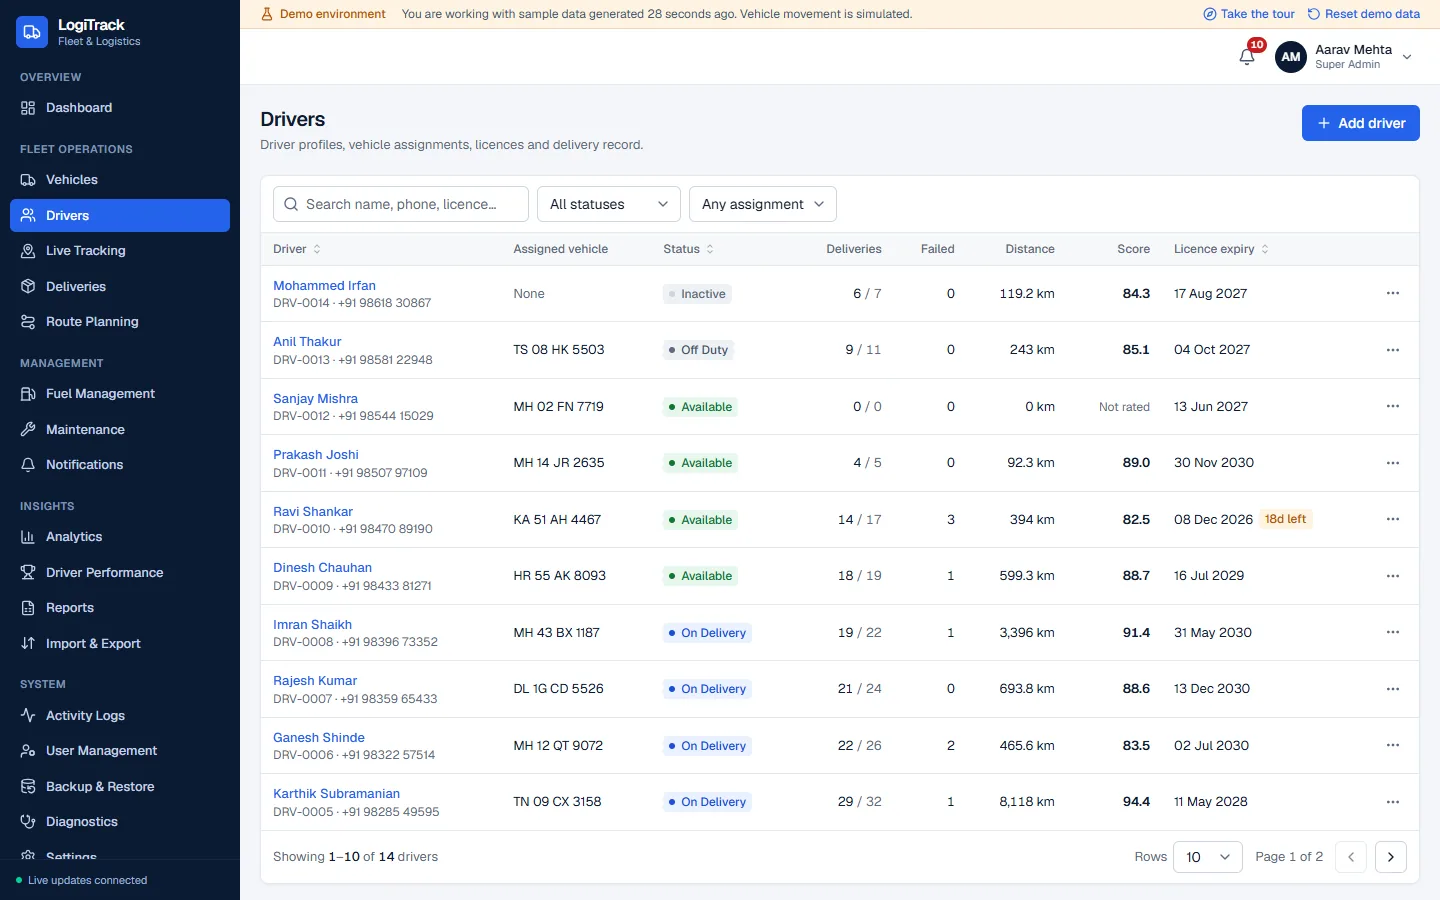 LogiTrack
Fleet & Logistics
OVERVIEW
Dashboard
FLEET OPERATIONS
Vehicles
Drivers
Live Tracking
Deliveries
Route Planning
MANAGEMENT
Fuel Management
Maintenance
Notifications
INSIGHTS
Analytics
Driver Performance
Reports
Import & Export
SYSTEM
Activity Logs
User Management
Backup & Restore
Diagnostics
Settings
Live updates connected
Demo environment You are working with sample data generated 28 seconds ago. Vehicle movement is simulated. Take the tour Reset demo data
10
AM
Aarav Mehta
Super Admin
Drivers
Driver profiles, vehicle assignments, licences and delivery record.
Add driver
Search name, phone, licence... All statuses Any assignment
Driver Assigned vehicle Status Deliveries Failed Distance Score Licence expiry
Mohammed Irfan
DRV-0014 · +91 98618 30867
None Inactive 6 / 7 0 119.2 km 84.3 17 Aug 2027
Anil Thakur
DRV-0013 · +91 98581 22948
TS 08 HK 5503 Off Duty 9 / 11 0 243 km 85.1 04 Oct 2027
Sanjay Mishra
DRV-0012 · +91 98544 15029
MH 02 FN 7719 Available 0 / 0 0 0 km Not rated 13 Jun 2027
Prakash Joshi
DRV-0011 · +91 98507 97109
MH 14 JR 2635 Available 4 / 5 0 92.3 km 89.0 30 Nov 2030
Ravi Shankar
DRV-0010 · +91 98470 89190
KA 51 AH 4467 Available 14 / 17 3 394 km 82.5 08 Dec 2026 18d left
Dinesh Chauhan
DRV-0009 · +91 98433 81271
HR 55 AK 8093 Available 18 / 19 1 599.3 km 88.7 16 Jul 2029
Imran Shaikh
DRV-0008 · +91 98396 73352
MH 43 BX 1187 On Delivery 19 / 22 1 3,396 km 91.4 31 May 2030
Rajesh Kumar
DRV-0007 · +91 98359 65433
DL 1G CD 5526 On Delivery 21 / 24 0 693.8 km 88.6 13 Dec 2030
Ganesh Shinde
DRV-0006 · +91 98322 57514
MH 12 QT 9072 On Delivery 22 / 26 2 465.6 km 83.5 02 Jul 2030
Karthik Subramanian
DRV-0005 · +91 98285 49595
TN 09 CX 3158 On Delivery 29 / 32 1 8,118 km 94.4 11 May 2028
Showing 1–10 of 14 drivers Rows 10 Page 1 of 2